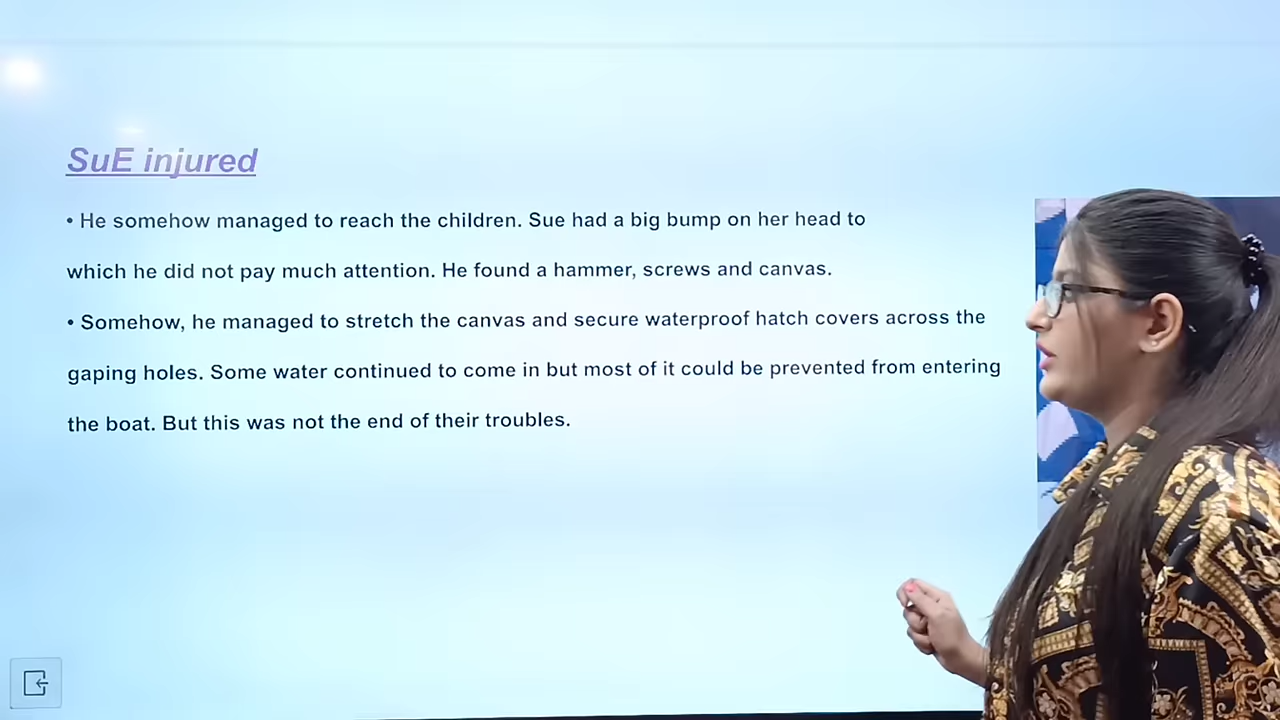 SuE injured
• He somehow managed to reach the children. Sue had a big bump on her head to
which he did not pay much attention. He found a hammer, screws and canvas.
• Somehow, he managed to stretch the canvas and secure waterproof hatch covers across the
gaping holes. Some water continued to come in but most of it could be prevented from entering
the boat. But this was not the end of their troubles.